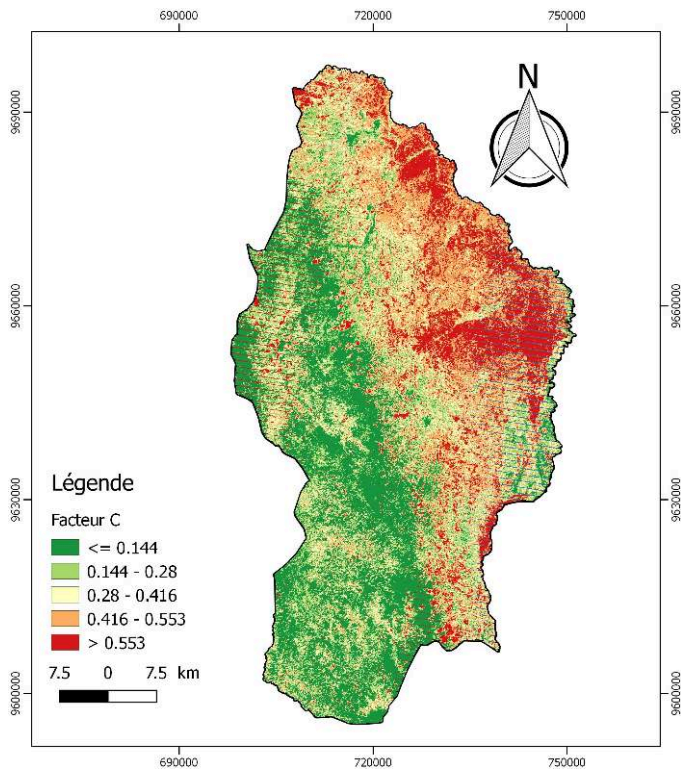 690000 720000 750000
N
9690000 9690000
9660000 9660000
9630000 9630000
9600000 9600000
Légende
Facteur C
<= 0.144
0.144 - 0.28
0.28 - 0.416
0.416 - 0.553
> 0.553
7.5 0 7.5 km
690000 720000 750000